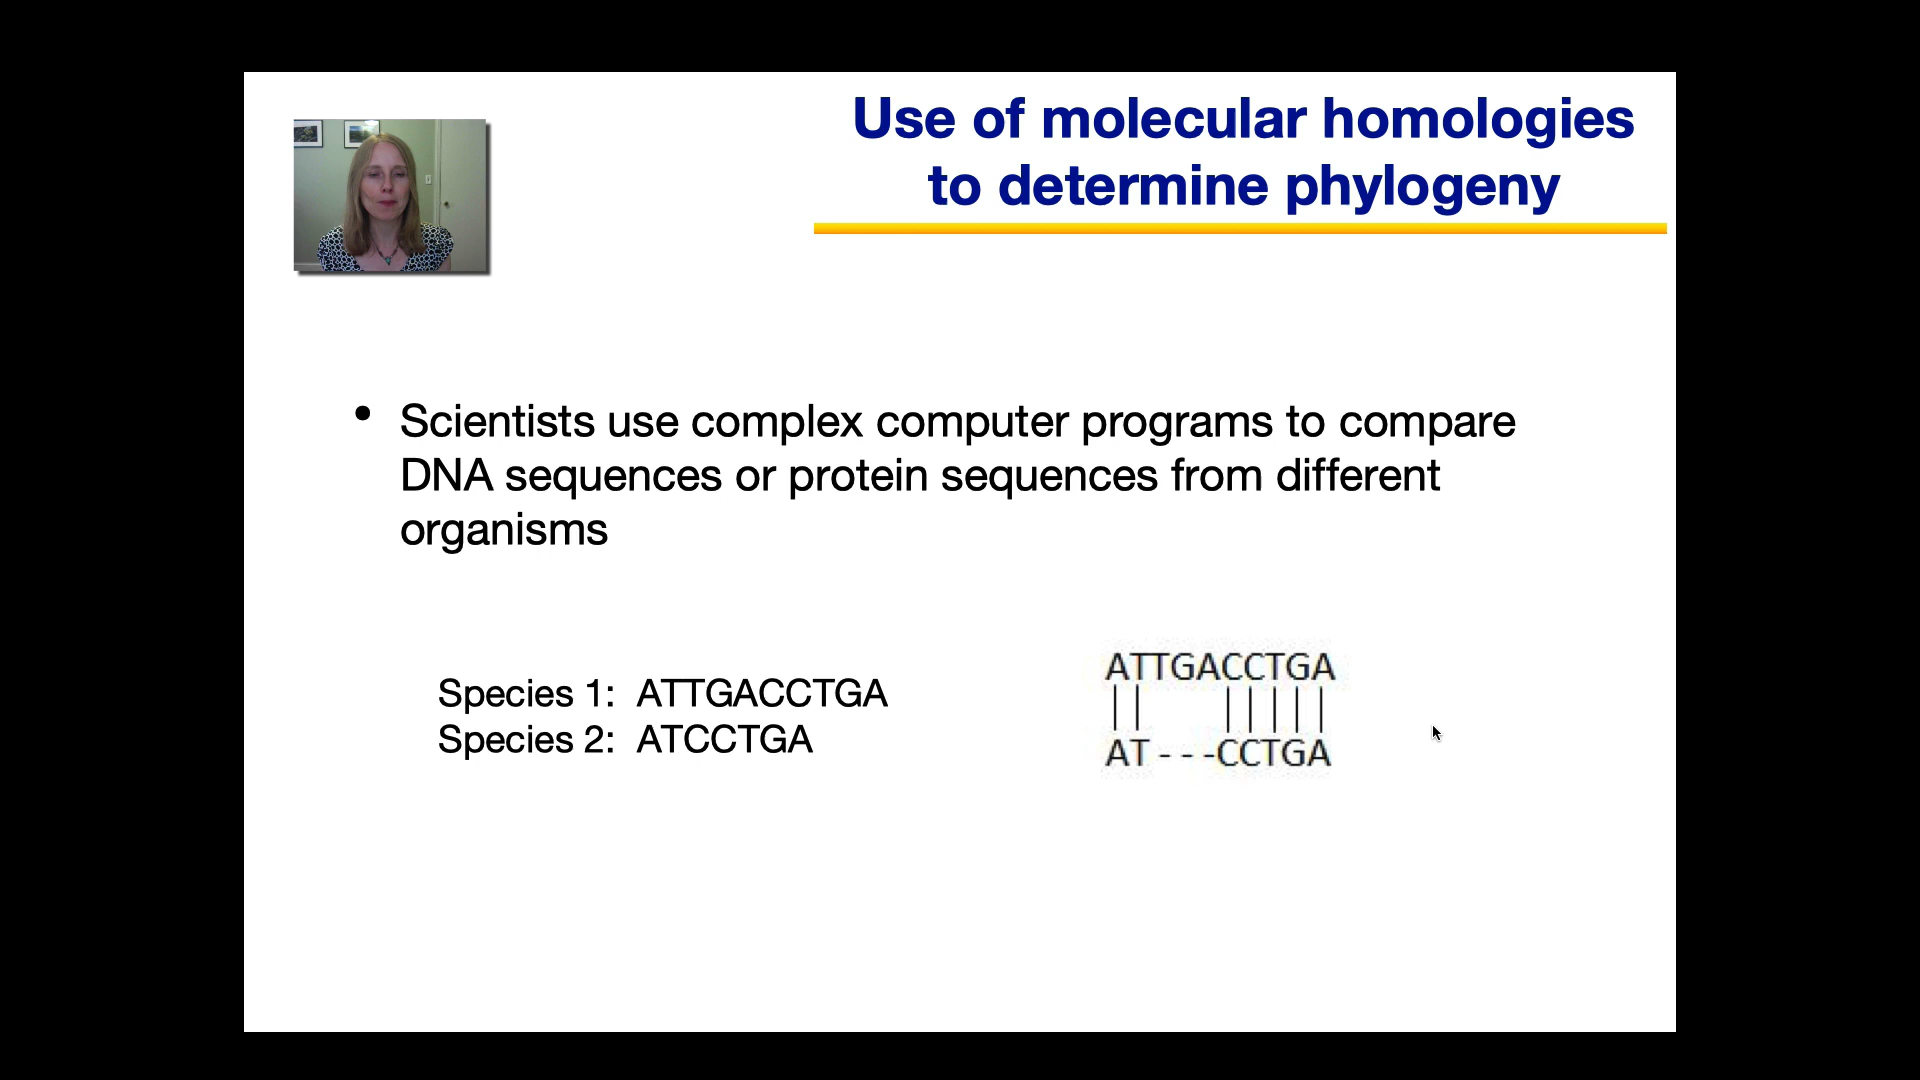 Use of molecular homologies
to determine phylogeny
• Scientists use complex computer programs to compare
DNA sequences or protein sequences from different
organisms
Species 1: ATTGACCTGA
Species 2: ATCCTGA
ATTGACCTGA
|| |||||
AT---CCTGA